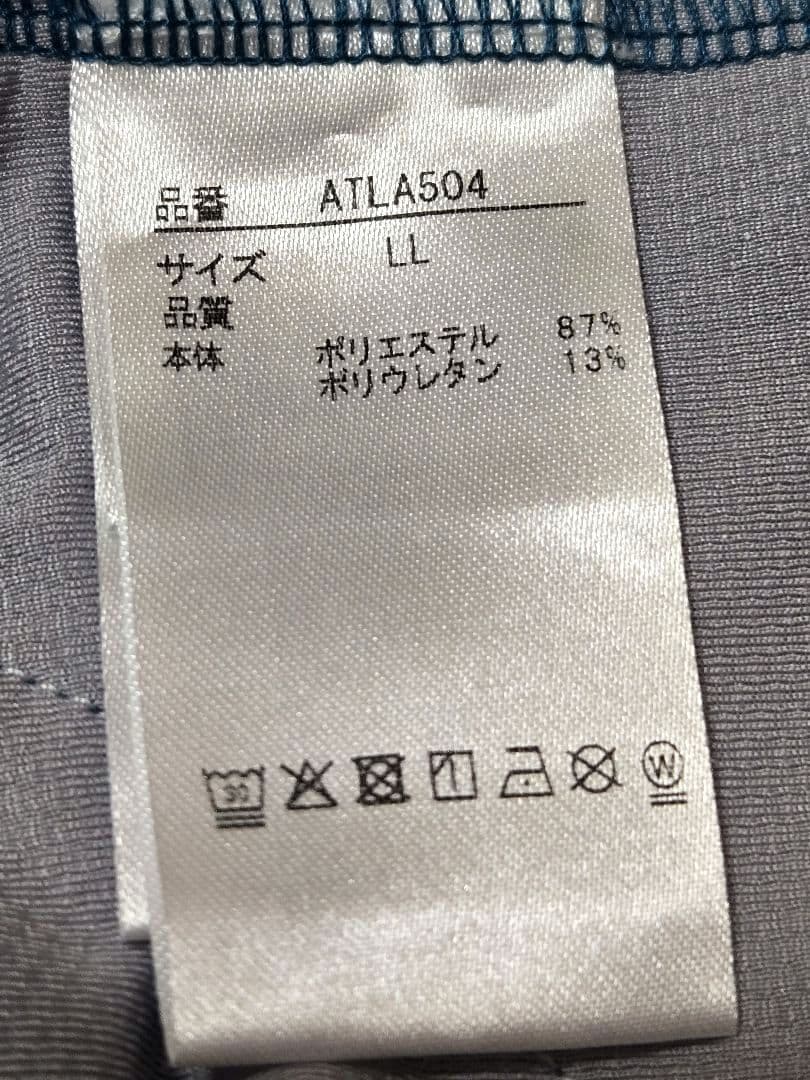 品番 ATLA504
サイズ LL
品質
本体 ポリエステル 87%
ポリウレタン 13%
30 W